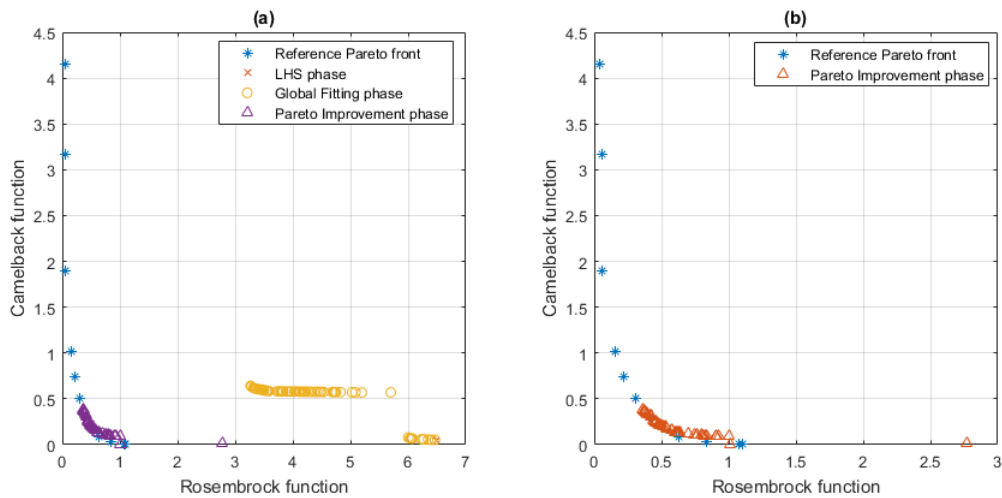 (a)
4.5
4
3.5
3
2.5
2
1.5
1
0.5
0
Camelback function
Reference Pareto front
LHS phase
Global Fitting phase
Pareto Improvement phase
0 1 2 3 4 5 6 7
Rosembrock function
(b)
4.5
4
3.5
3
2.5
2
1.5
1
0.5
0
Camelback function
Reference Pareto front
Pareto Improvement phase
0 0.5 1 1.5 2 2.5 3
Rosembrock function